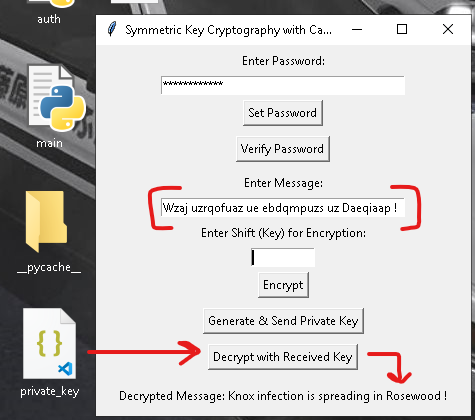 auth
Symmetric Key Cryptography with Ca...
Enter Password:
*************
Set Password
main
Verify Password
Enter Message:
Wzaj uzrqofuaz ue ebdqmpuzs uz Daeqiaap !
Enter Shift (Key) for Encryption:
__pycache__
Encrypt
Generate & Send Private Key
{ }
Decrypt with Received Key
private_key
Decrypted Message: Knox infection is spreading in Rosewood !